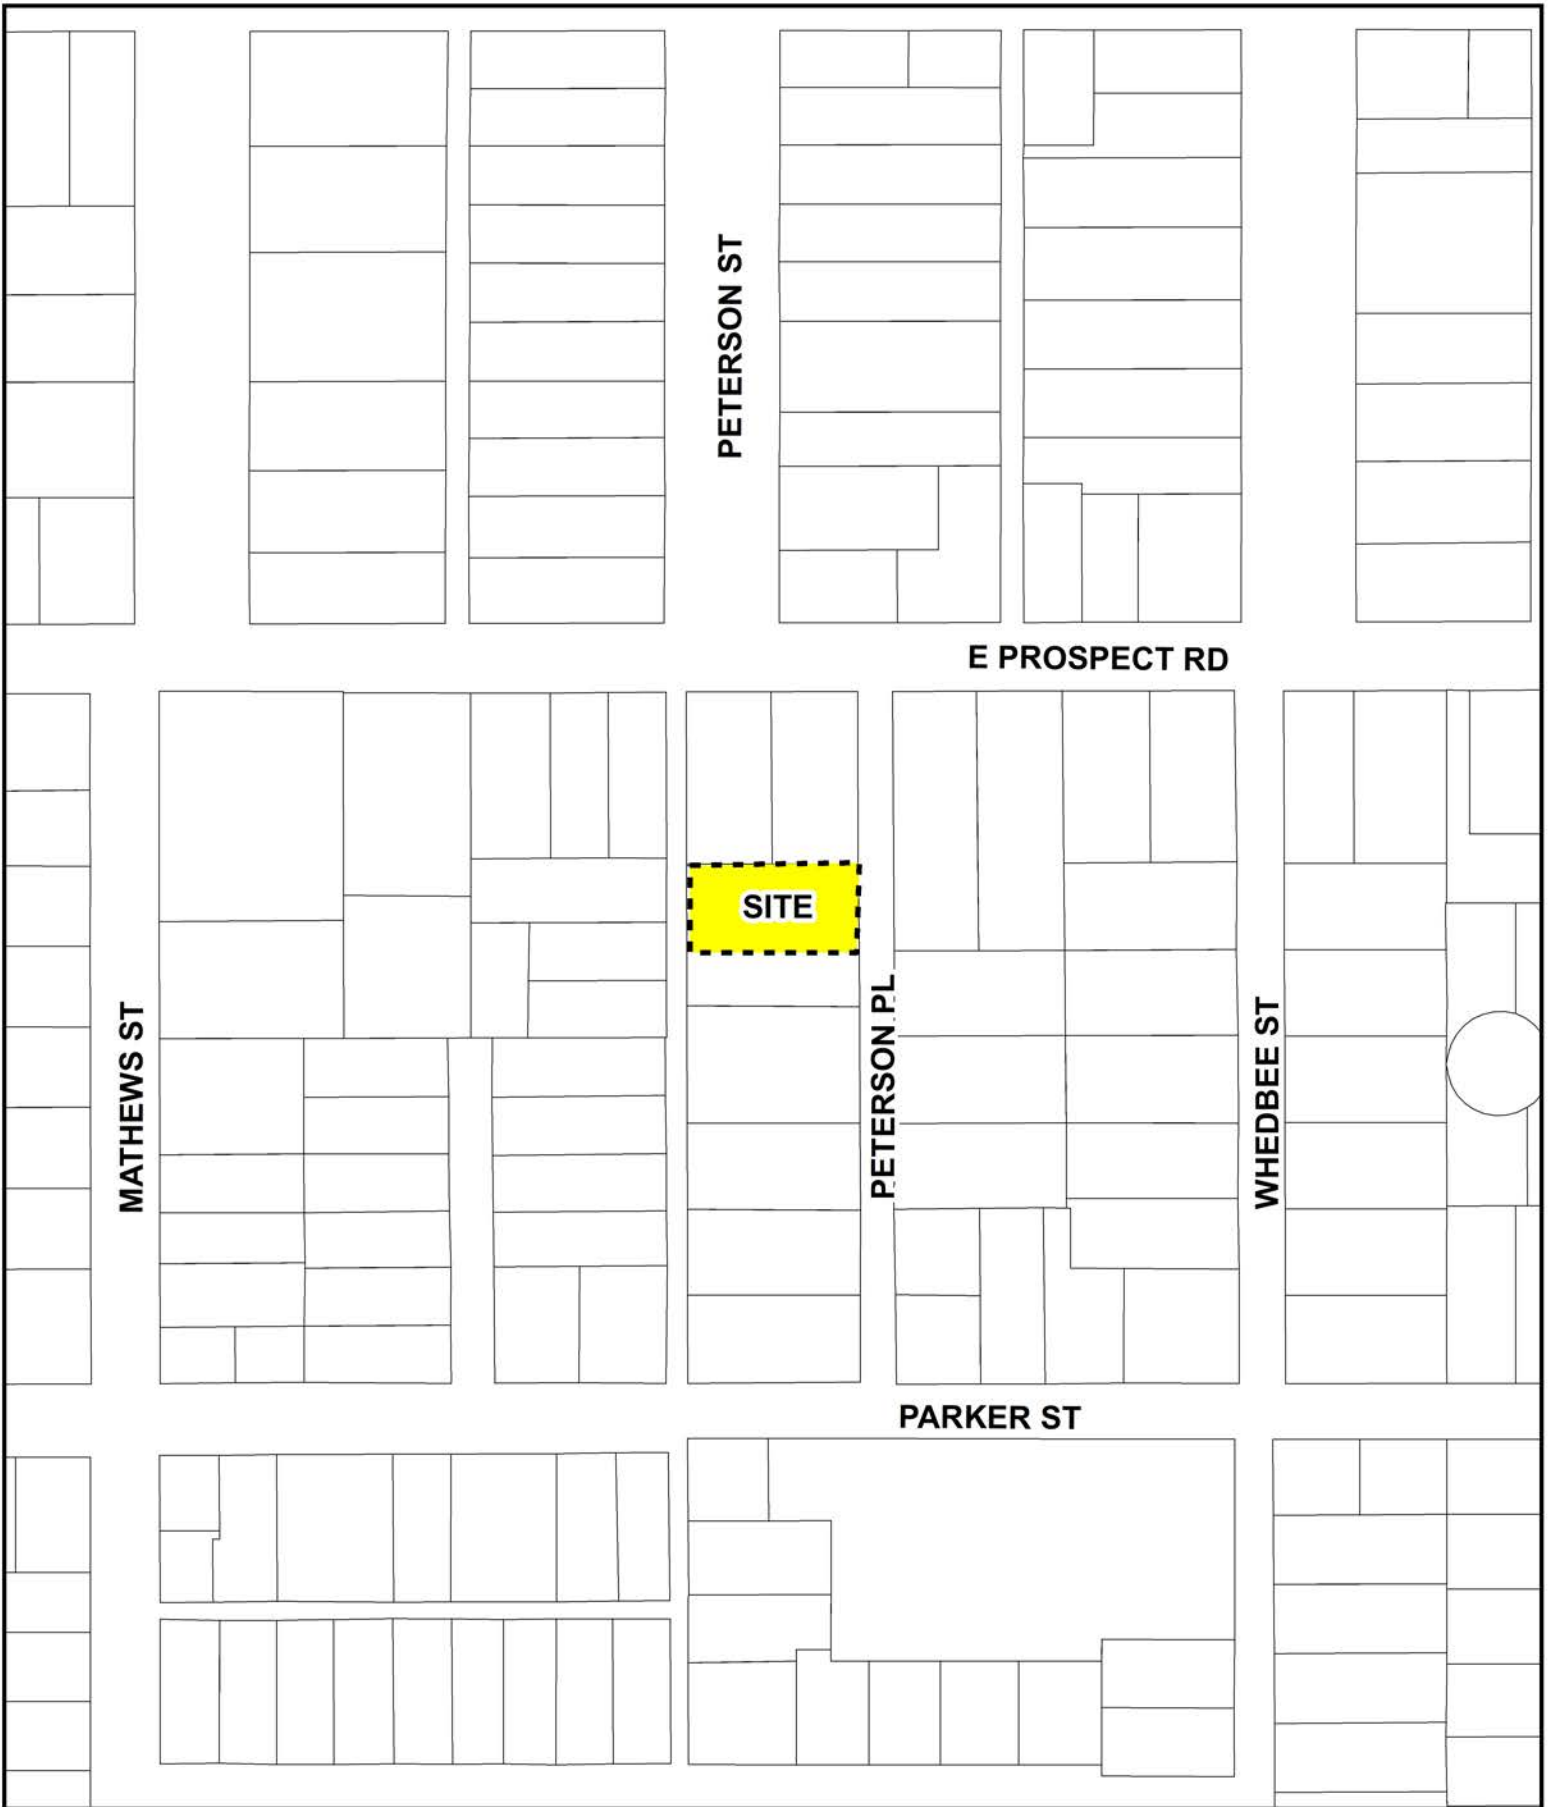 PETERSON ST
E PROSPECT RD
SITE
MATHEWS ST
PETERSON PL
WHEDBEE ST
PARKER ST